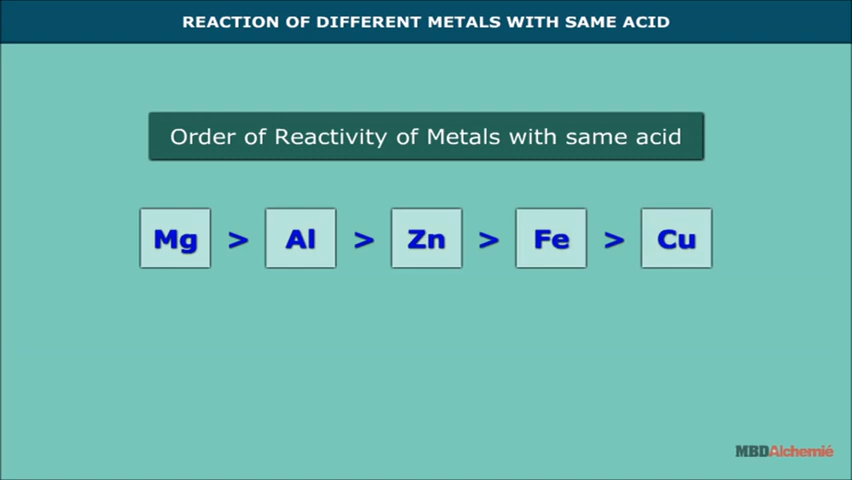 REACTION OF DIFFERENT METALS WITH SAME ACID
Order of Reactivity of Metals with same acid
Mg > Al > Zn > Fe > Cu
MBDAlchemié